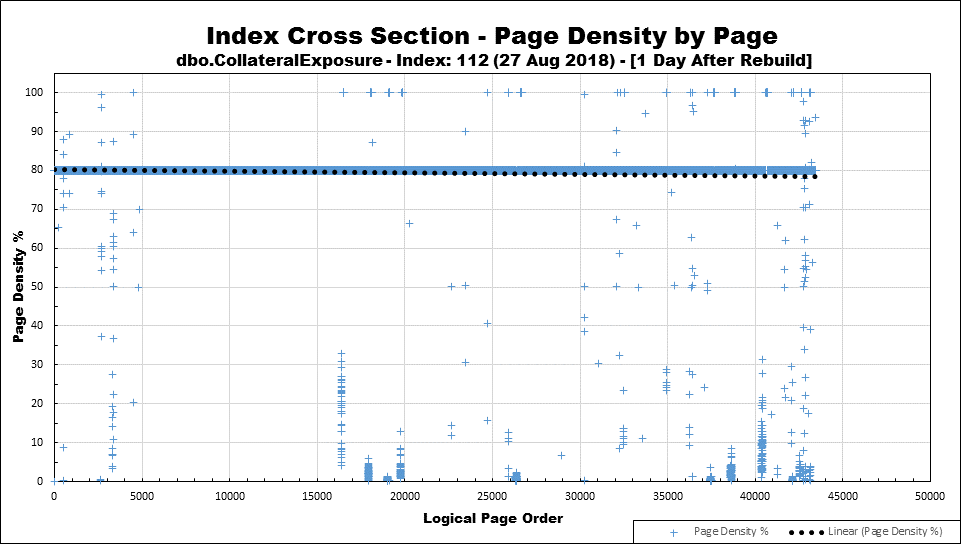 Index Cross Section - Page Density by Page
dbo.CollateralExposure - Index: 112 (27 Aug 2018) - [1 Day After Rebuild]
Page Density %
100
90
80
70
60
50
40
30
20
10
0
0 5000 10000 15000 20000 25000 30000 35000 40000 45000 50000
Logical Page Order
Page Density % Linear (Page Density %)